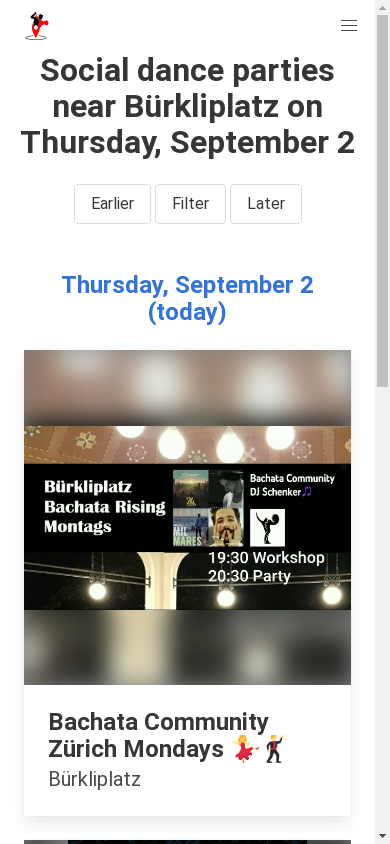 Social dance parties
near Bürkliplatz on
Thursday, September 2
Earlier
Filter
Later
Thursday, September 2
(today)
Bürkliplatz
Bachata Rising
Montags
MIL
MARES
Bachata Community
DJ Schenker🎵
19:30 Workshop
20:30 Party
Bachata Community
Zürich Mondays 💃🕺
Bürkliplatz